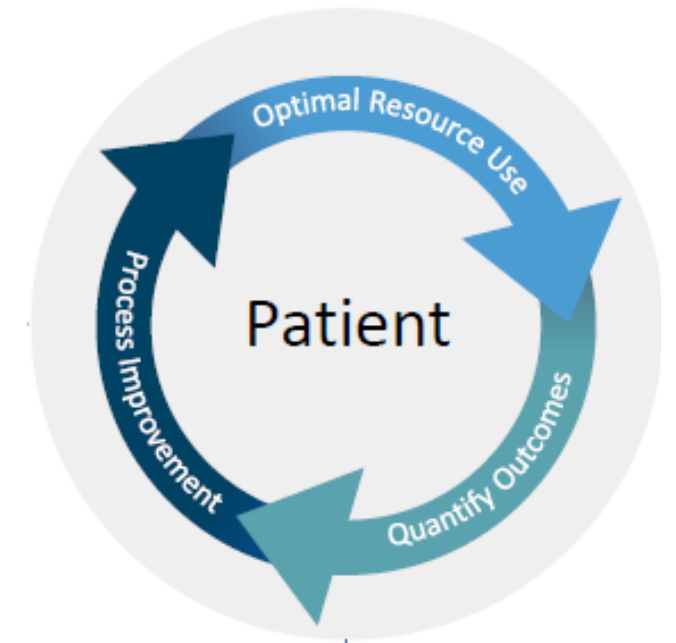 Optimal Resource Use
Patient
Quantify Outcomes
Process Improvement